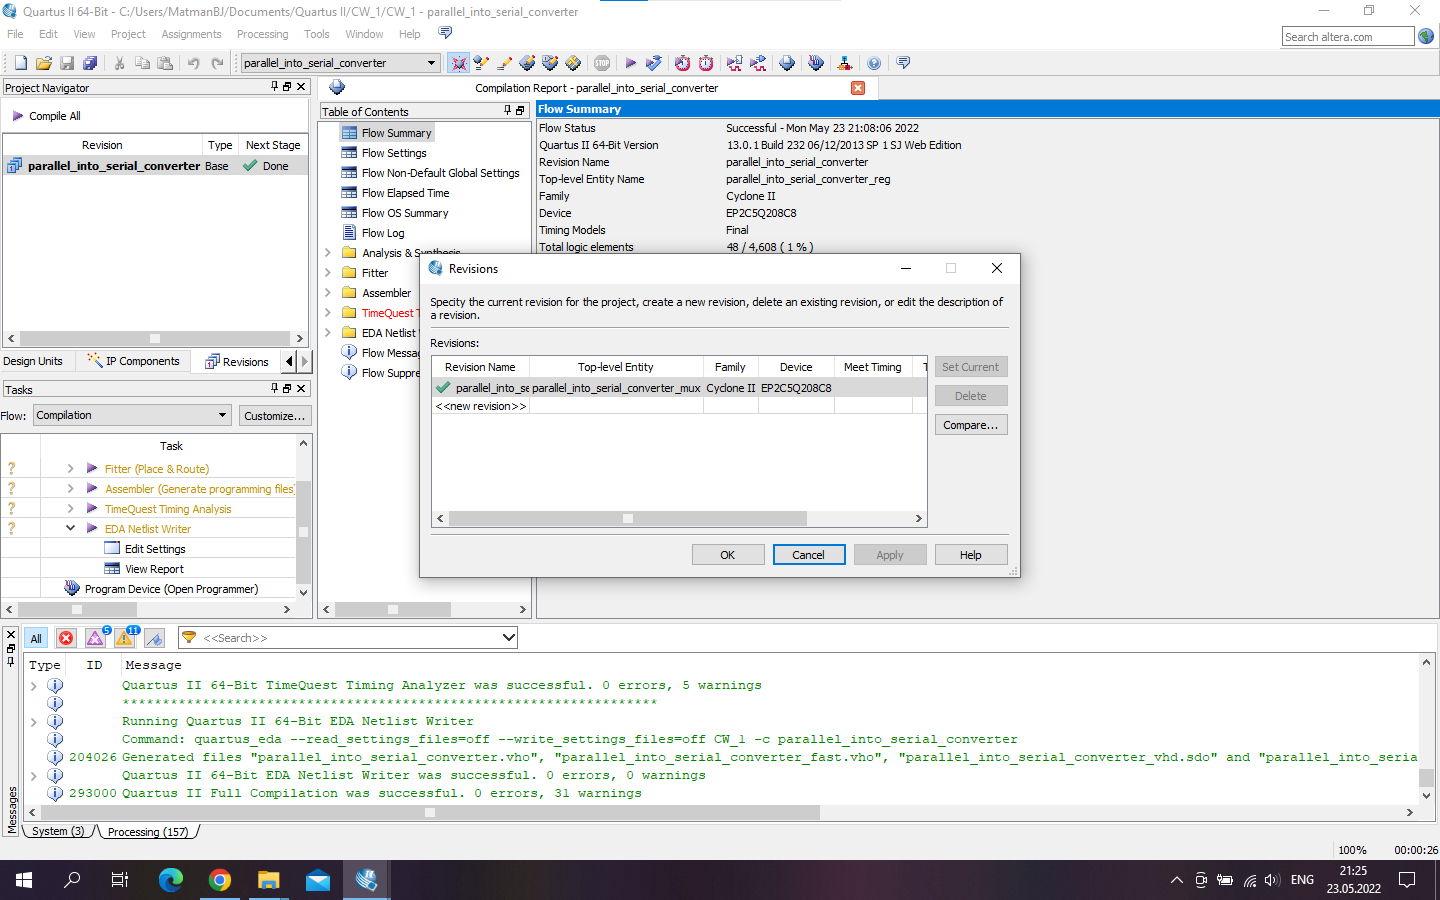 Quartus II 64-Bit - C:/Users/MatmanBJ/Documents/Quartus II/CW_1/CW_1 - parallel_into_serial_converter
File Edit View Project Assignments Processing Tools Window Help
Search altera.com
parallel_into_serial_converter
Project Navigator
Compile All
Revision Type Next Stage
parallel_into_serial_converter Base Done
Design Units IP Components Revisions
Tasks
Flow: Compilation Customize...
Task
Fitter (Place & Route)
Assembler (Generate programming files)
TimeQuest Timing Analysis
EDA Netlist Writer
Edit Settings
View Report
Program Device (Open Programmer)
Compilation Report - parallel_into_serial_converter
Table of Contents
Flow Summary
Flow Settings
Flow Non-Default Global Settings
Flow Elapsed Time
Flow OS Summary
Flow Log
Analysis & Synthesis
Fitter
Assembler
TimeQuest T
EDA Netlist
Flow Messa
Flow Suppre
Flow Summary
Flow Status Successful - Mon May 23 21:08:06 2022
Quartus II 64-Bit Version 13.0.1 Build 232 06/12/2013 SP 1 SJ Web Edition
Revision Name parallel_into_serial_converter
Top-level Entity Name parallel_into_serial_converter_reg
Family Cyclone II
Device EP2C5Q208C8
Timing Models Final
Total logic elements 48 / 4,608 ( 1 % )
Revisions
Specify the current revision for the project, create a new revision, delete an existing revision, or edit the description of
a revision.
Revisions:
Revision Name Top-level Entity Family Device Meet Timing T
parallel_into_se parallel_into_serial_converter_mux Cyclone II EP2C5Q208C8
<<new revision>>
Set Current
Delete
Compare...
OK Cancel Apply Help
All 5 11 <<Search>>
Type ID Message
Quartus II 64-Bit TimeQuest Timing Analyzer was successful. 0 errors, 5 warnings
*******************************************************************
Running Quartus II 64-Bit EDA Netlist Writer
Command: quartus_eda --read_settings_files=off --write_settings_files=off CW_1 -c parallel_into_serial_converter
204026 Generated files "parallel_into_serial_converter.vho", "parallel_into_serial_converter_fast.vho", "parallel_into_serial_converter_vhd.sdo" and "parallel_into_seria
Quartus II 64-Bit EDA Netlist Writer was successful. 0 errors, 0 warnings
293000 Quartus II Full Compilation was successful. 0 errors, 31 warnings
Messages
System (3) Processing (157)
100% 00:00:26
ENG
21:25
23.05.2022